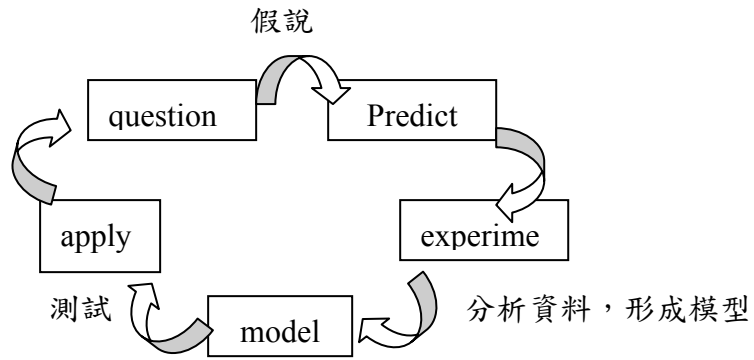 假說
question
Predict
apply
experime
測試
model
分析資料，形成模型